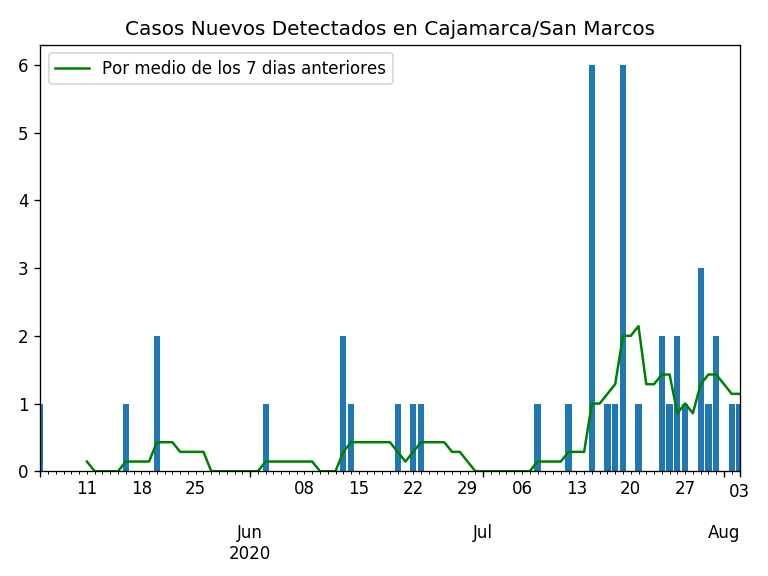 Casos Nuevos Detectados en Cajamarca/San Marcos
Por medio de los 7 dias anteriores
6
5
4
3
2
1
0
11 18 25 08 15 22 29 06 13 20 27 03
Jun Jul Aug
2020